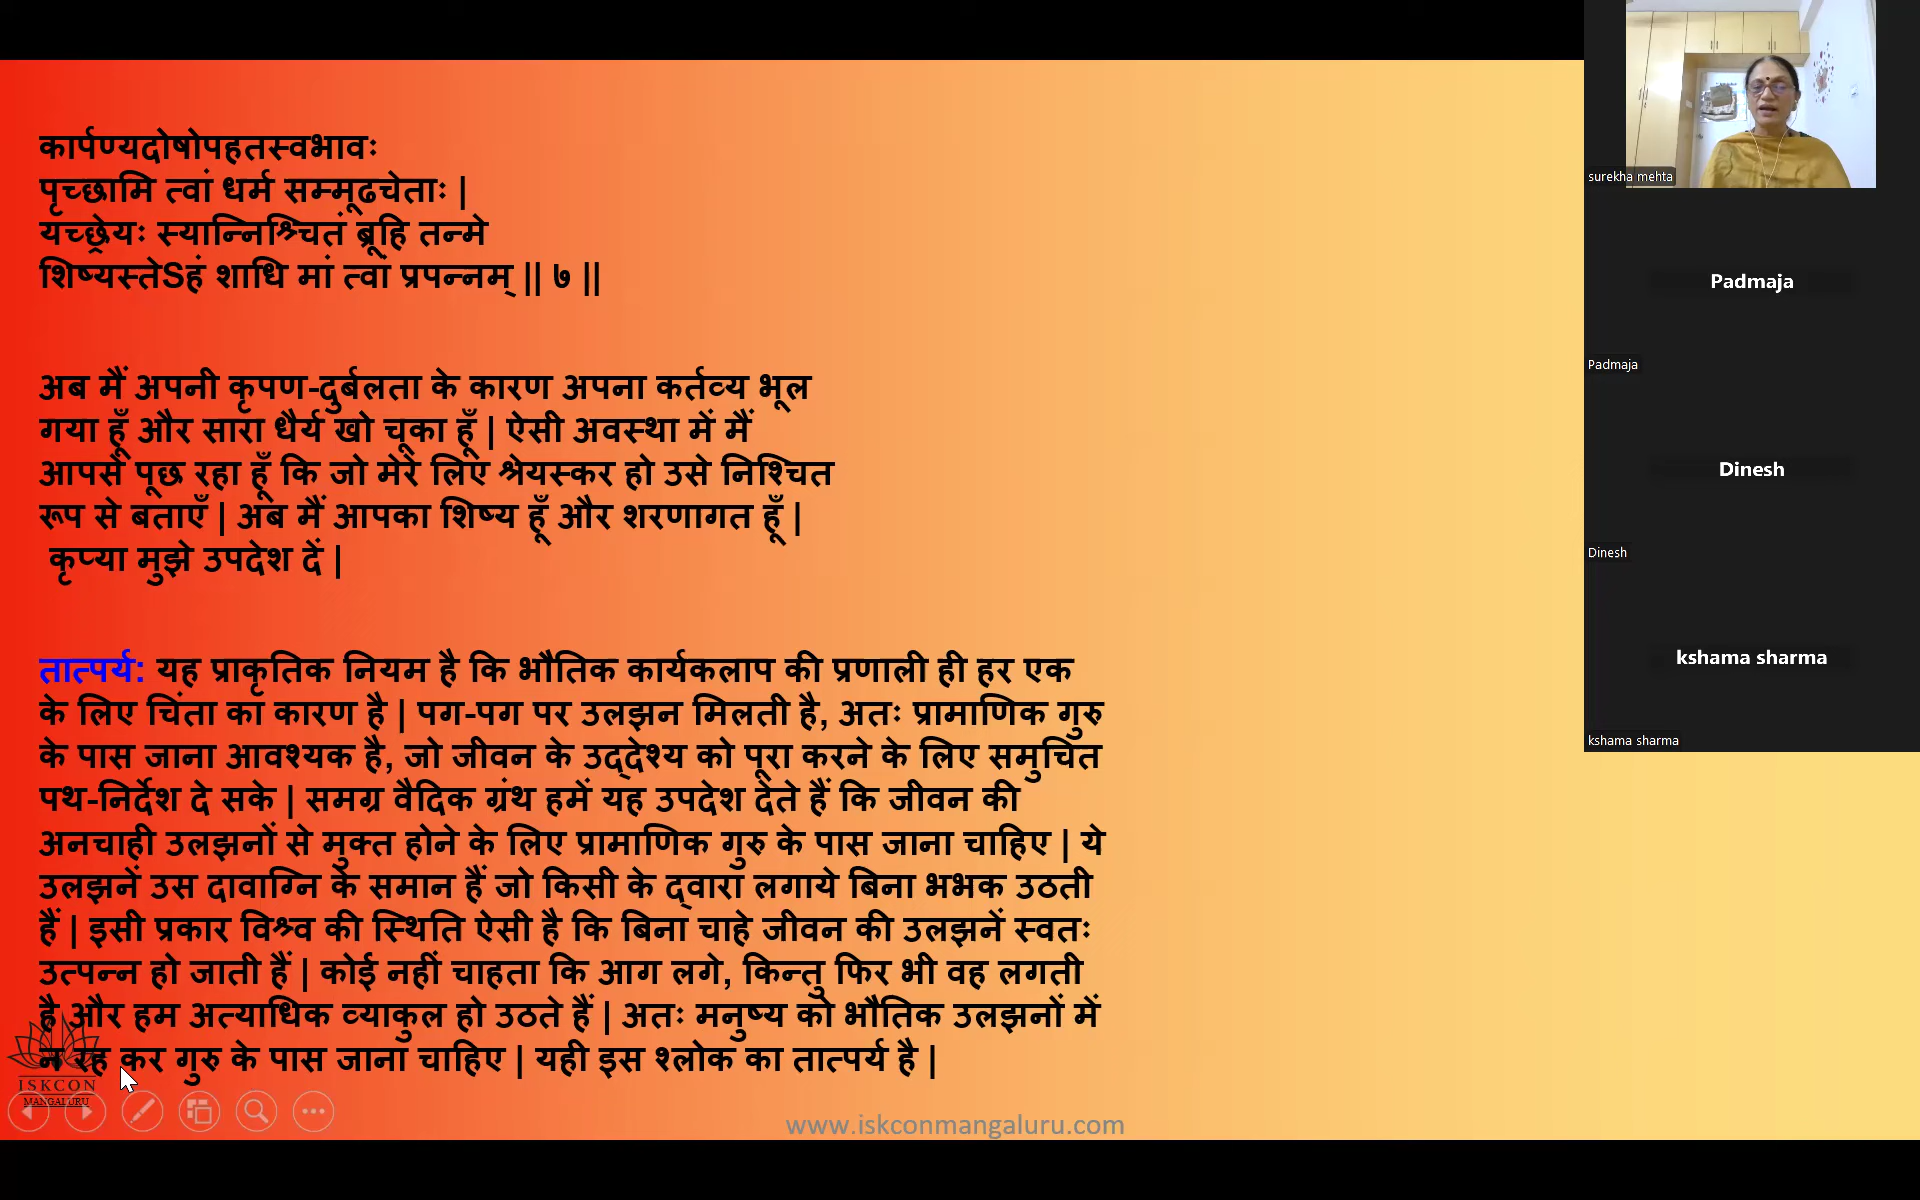 कार्पण्यदोषोपहतस्वभावः
पृच्छामि त्वां धर्म सम्मूढचेताः |
यच्छ्रेयः स्यान्निश्चितं ब्रूहि तन्मे
शिष्यस्तेSहं शाधि मां त्वां प्रपन्नम् || ७ ||
अब मैं अपनी कृपण-दुर्बलता के कारण अपना कर्तव्य भूल
गया हूँ और सारा धैर्य खो चूका हूँ | ऐसी अवस्था में मैं
आपसे पूछ रहा हूँ कि जो मेरे लिए श्रेयस्कर हो उसे निश्चित
रूप से बताएँ | अब मैं आपका शिष्य हूँ और शरणागत हूँ |
कृप्या मुझे उपदेश दें |
तात्पर्य: यह प्राकृतिक नियम है कि भौतिक कार्यकलाप की प्रणाली ही हर एक
के लिए चिंता का कारण है | पग-पग पर उलझन मिलती है, अतः प्रामाणिक गुरु
के पास जाना आवश्यक है, जो जीवन के उद्देश्य को पूरा करने के लिए समुचित
पथ-निर्देश दे सके | समग्र वैदिक ग्रंथ हमें यह उपदेश देते हैं कि जीवन की
अनचाही उलझनों से मुक्त होने के लिए प्रामाणिक गुरु के पास जाना चाहिए | ये
उलझनें उस दावाग्नि के समान हैं जो किसी के द्वारा लगाये बिना भभक उठती
हैं | इसी प्रकार विश्र्व की स्थिति ऐसी है कि बिना चाहे जीवन की उलझनें स्वतः
उत्पन्न हो जाती हैं | कोई नहीं चाहता कि आग लगे, किन्तु फिर भी वह लगती
है और हम अत्याधिक व्याकुल हो उठते हैं | अतः मनुष्य को भौतिक उलझनों में
न रह कर गुरु के पास जाना चाहिए | यही इस श्लोक का तात्पर्य है |
ISKCON
MANGALURU
www.iskconmangaluru.com
surekha mehta
Padmaja
Padmaja
Dinesh
Dinesh
kshama sharma
kshama sharma